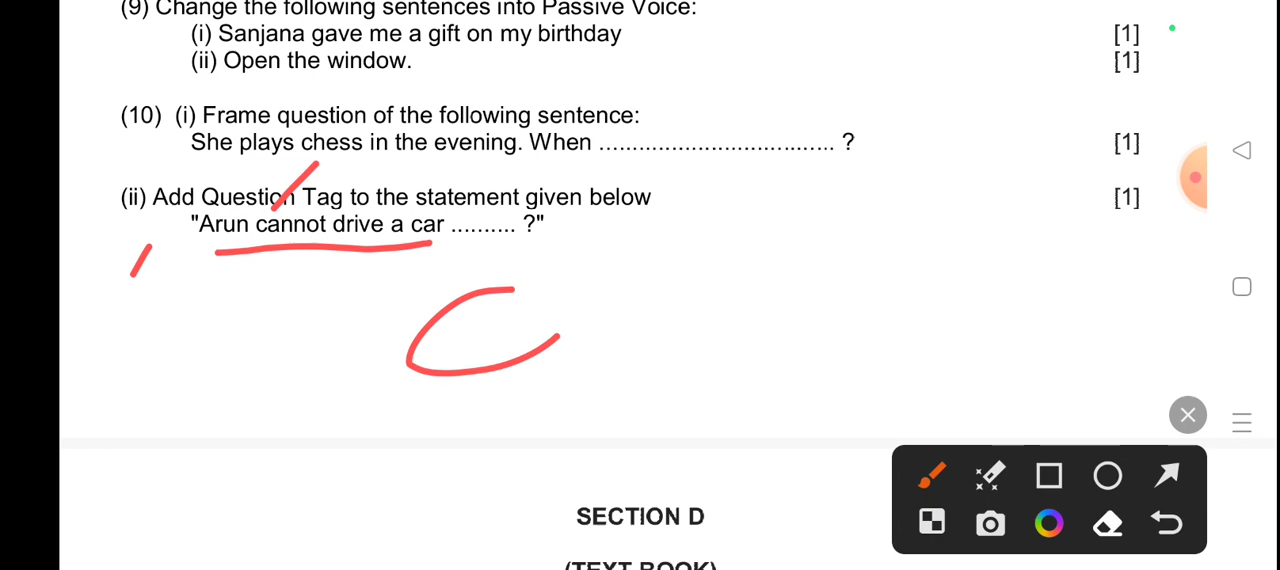 (9) Change the following sentences into Passive Voice:
(i) Sanjana gave me a gift on my birthday [1]
(ii) Open the window. [1]
(10) (i) Frame question of the following sentence:
She plays chess in the evening. When .................................... ? [1]
(ii) Add Question Tag to the statement given below [1]
"Arun cannot drive a car .......... ?"
SECTION D
(TEXT BOOK)